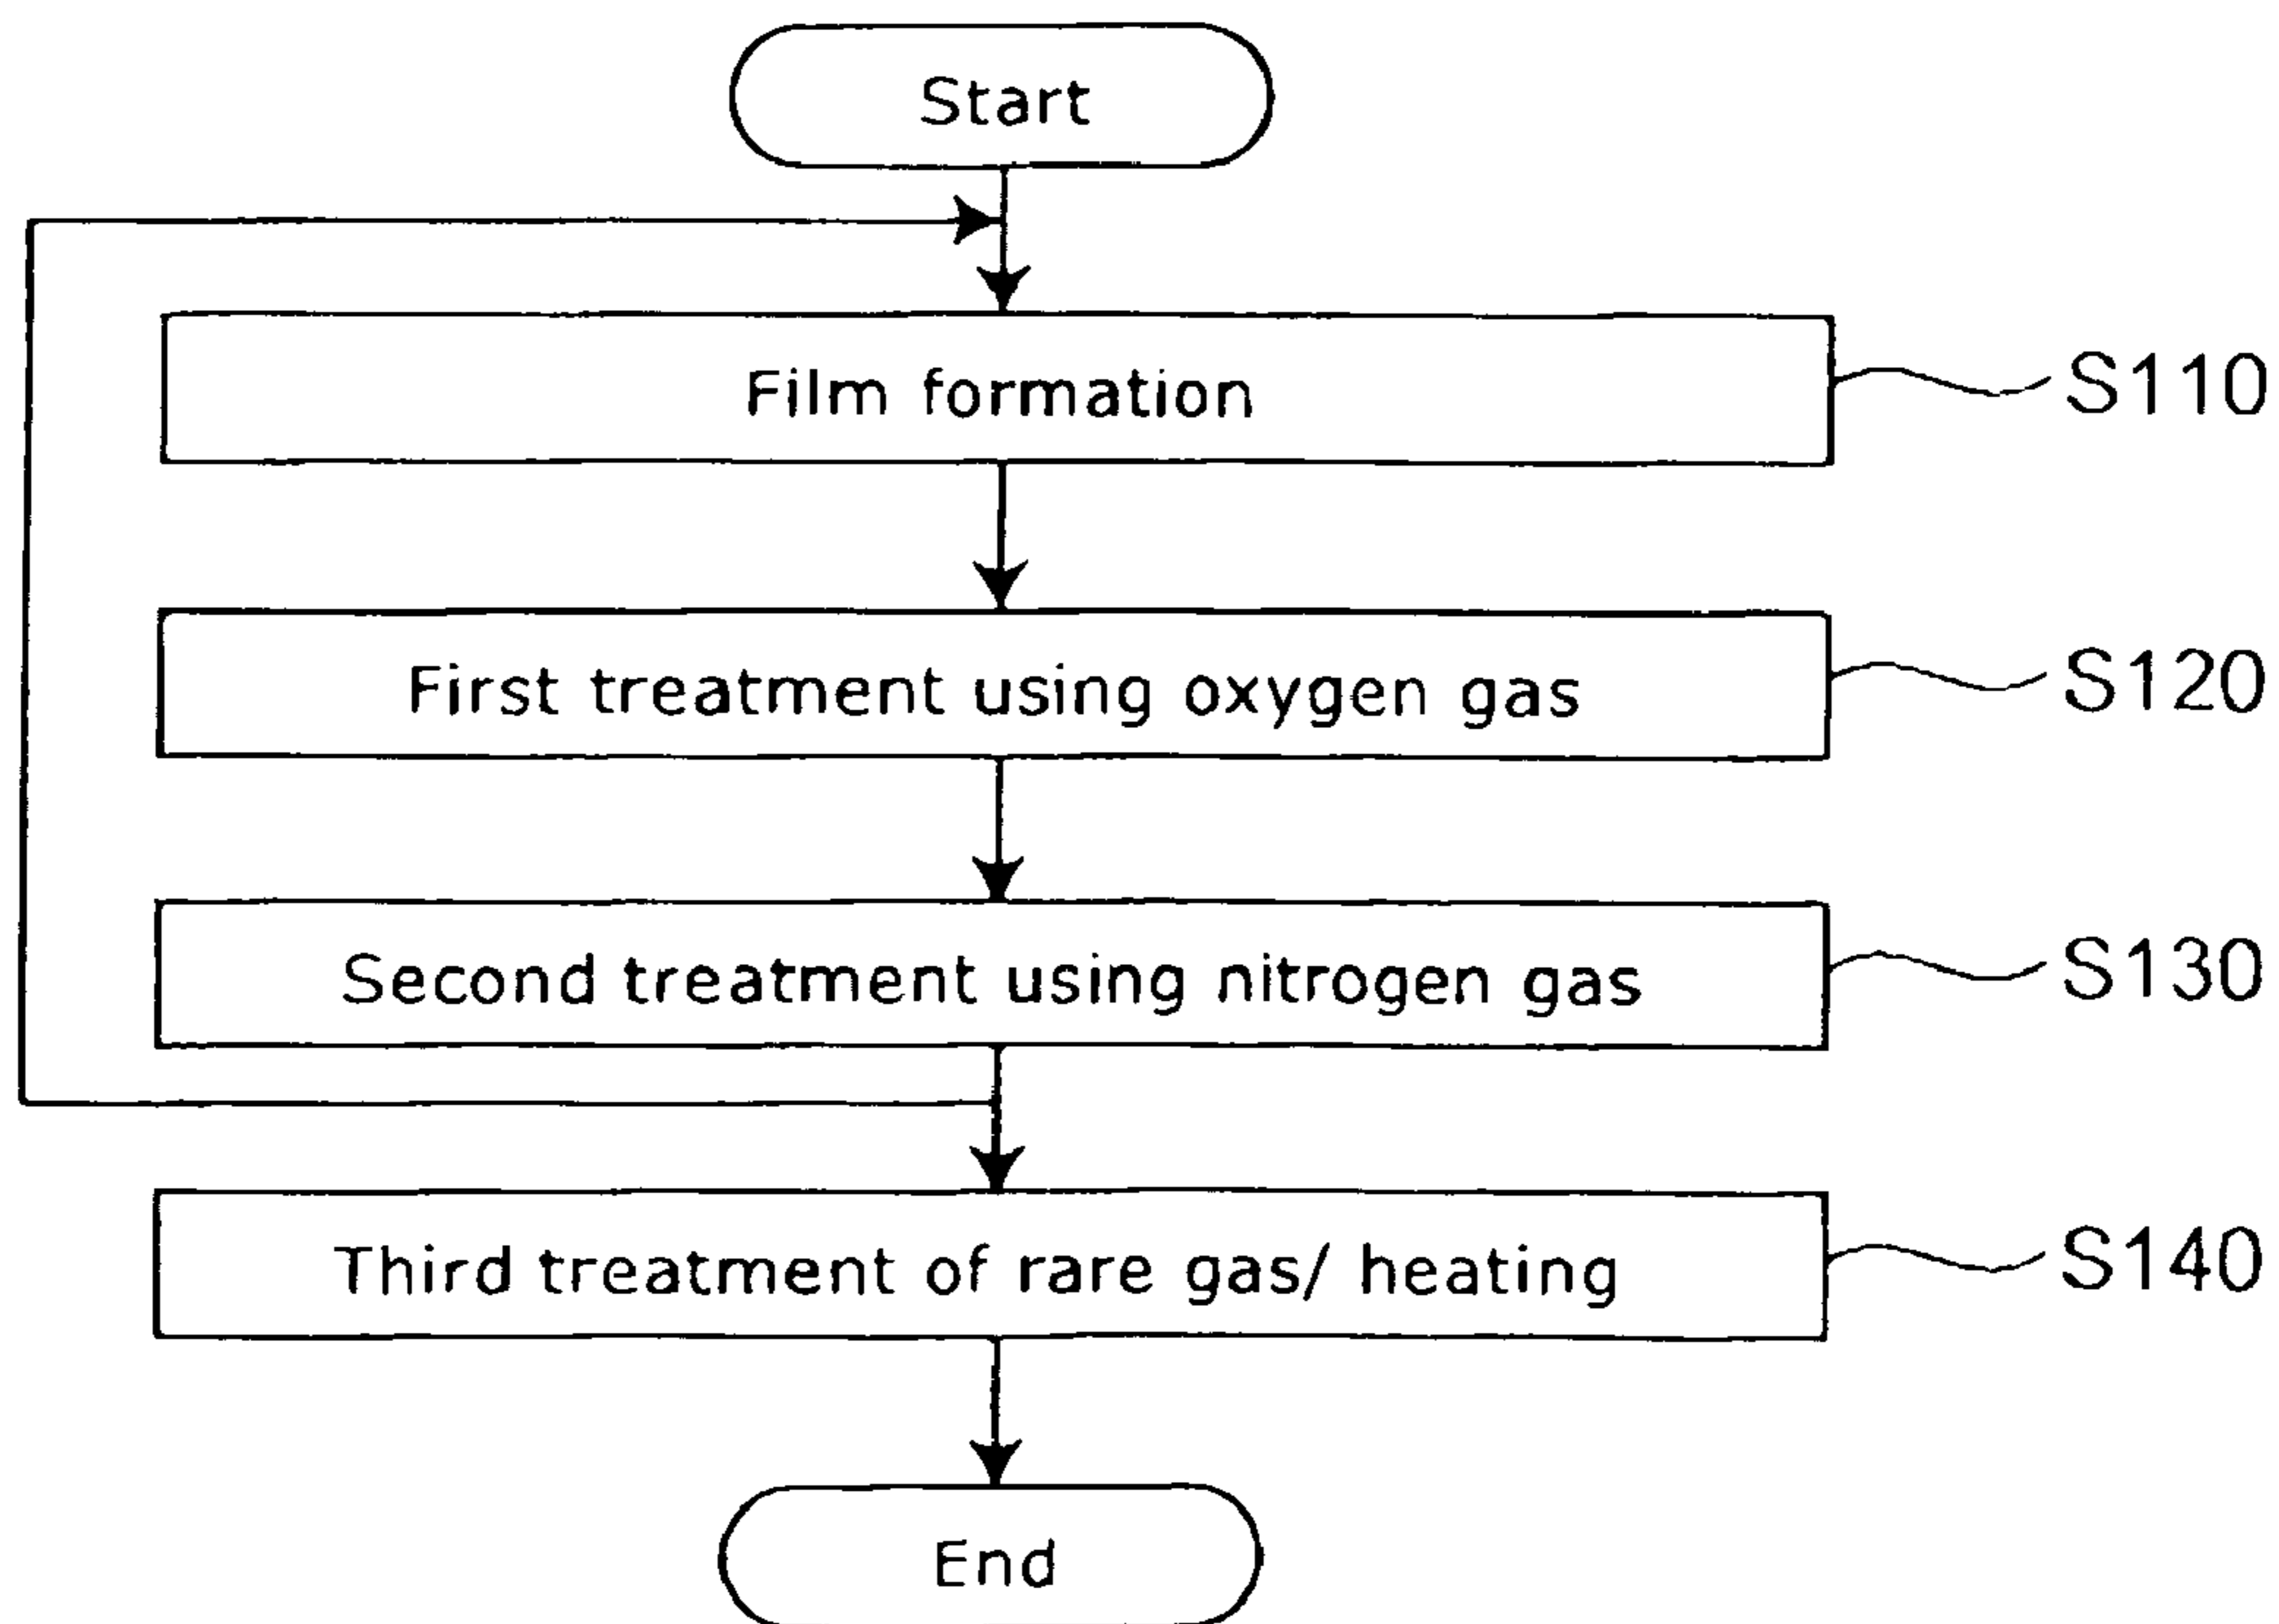 Start
Film formation
S110
First treatment using oxygen gas
S120
Second treatment using nitrogen gas
S130
Third treatment of rare gas/ heating
S140
End